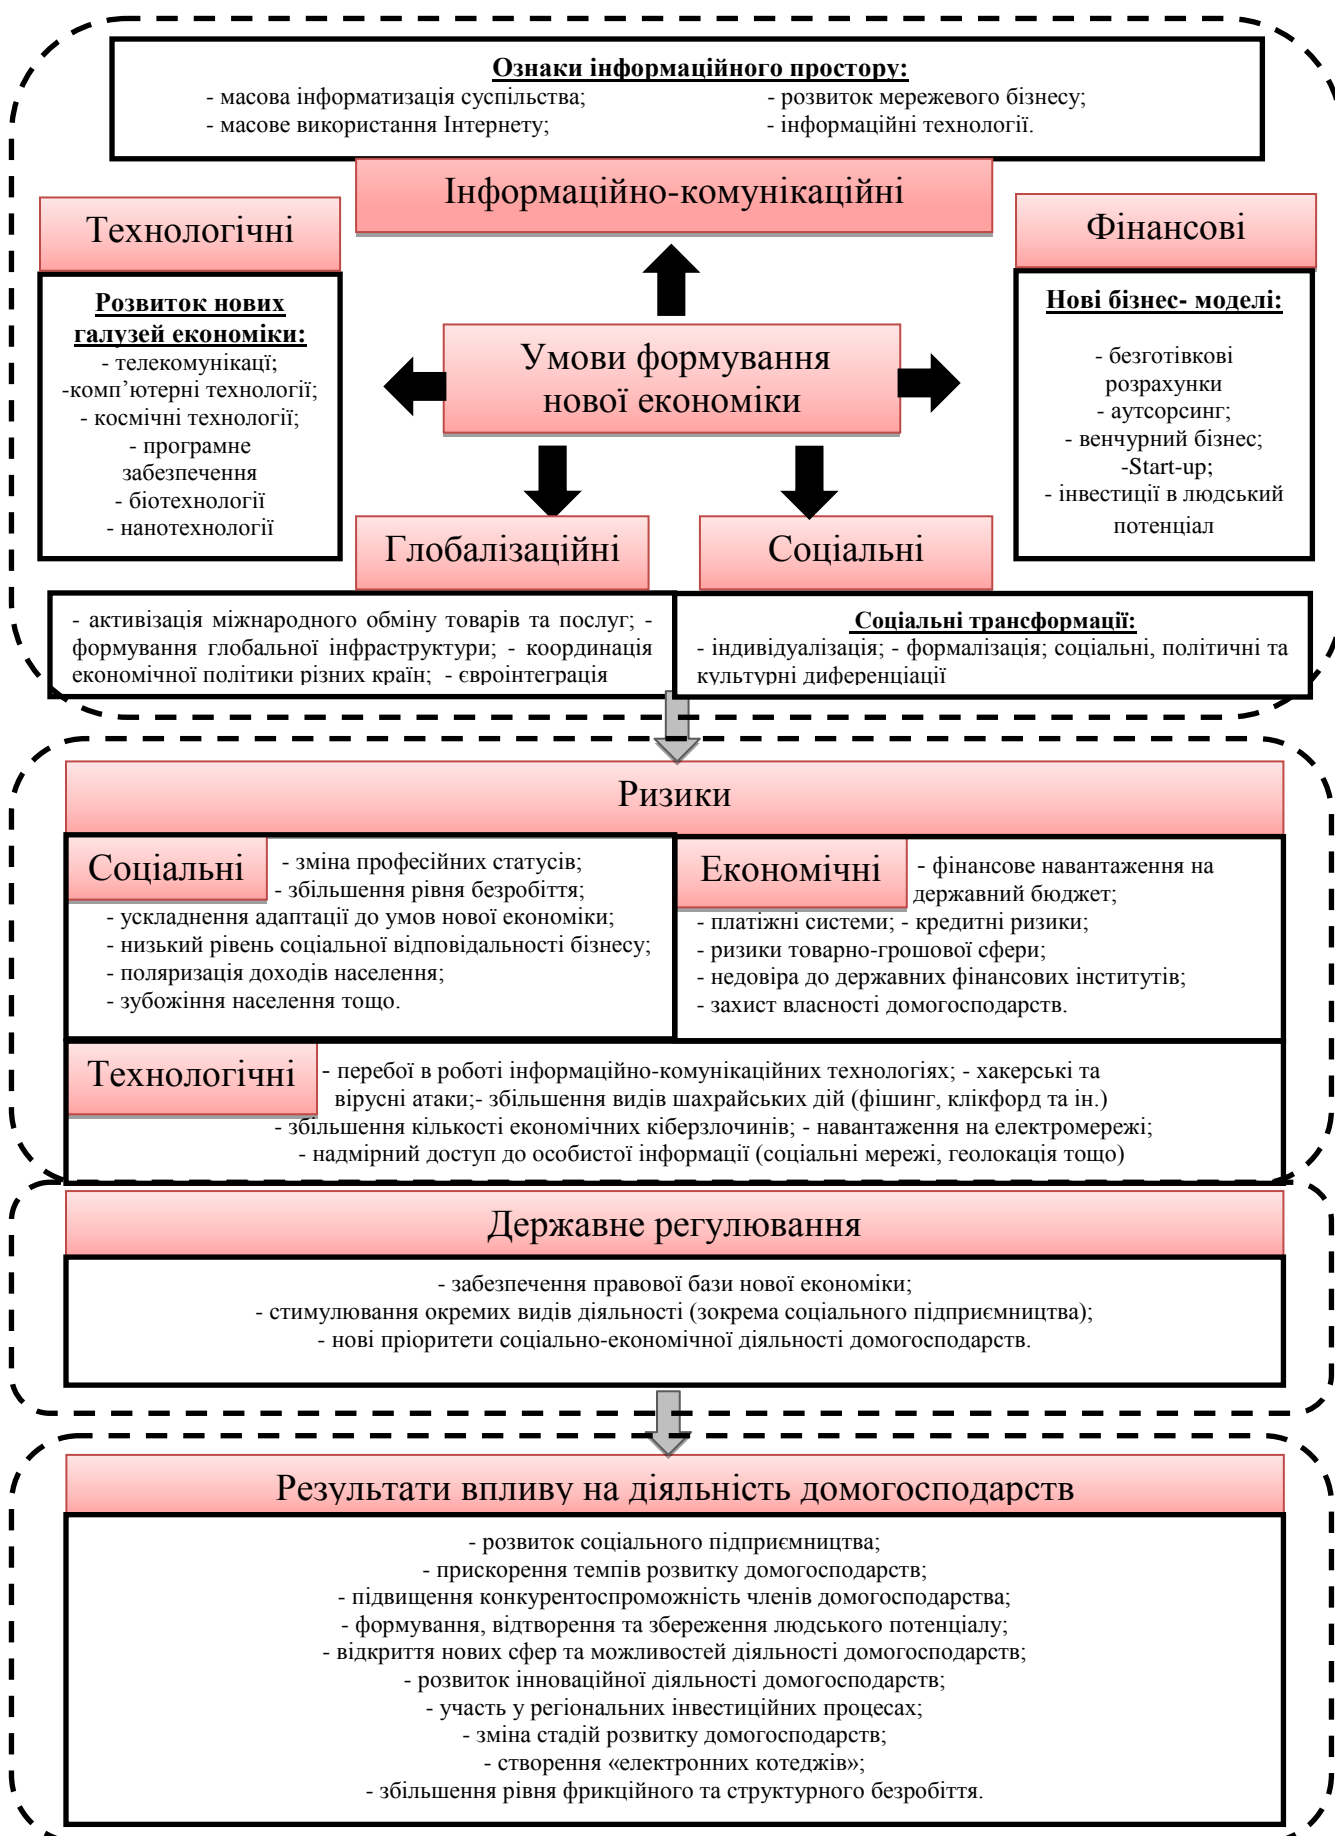 Ознаки інформаційного простору:
- масова інформатизація суспільства;
- розвиток мережевого бізнесу;
- масове використання Інтернету;
- інформаційні технології.
Інформаційно-комунікаційні
Технологічні
Розвиток нових
галузей економіки:
- телекомунікації;
-комп’ютерні технології;
- космічні технології;
- програмне
забезпечення
- біотехнології
- нанотехнології
Фінансові
Нові бізнес- моделі:
- безготівкові
розрахунки
- аутсорсинг;
- венчурний бізнес;
-Start-up;
- інвестиції в людський
потенціал
Умови формування
нової економіки
Глобалізаційні
- активізація міжнародного обміну товарів та послуг; -
формування глобальної інфраструктури; - координація
економічної політики різних країн; - євроінтеграція
Соціальні
Соціальні трансформації:
- індивідуалізація; - формалізація; соціальні, політичні та
культурні диференціації
Ризики
Соціальні
- зміна професійних статусів;
- збільшення рівня безробіття;
- ускладнення адаптації до умов нової економіки;
- низький рівень соціальної відповідальності бізнесу;
- поляризація доходів населення;
- зубожіння населення тощо.
Економічні
- фінансове навантаження на
державний бюджет;
- платіжні системи; - кредитні ризики;
- ризики товарно-грошової сфери;
- недовіра до державних фінансових інститутів;
- захист власності домогосподарств.
Технологічні
- перебої в роботі інформаційно-комунікаційних технологіях; - хакерські та
вірусні атаки;- збільшення видів шахрайських дій (фішинг, клікфорд та ін.)
- збільшення кількості економічних кіберзлочинів; - навантаження на електромережі;
- надмірний доступ до особистої інформації (соціальні мережі, геолокація тощо)
Державне регулювання
- забезпечення правової бази нової економіки;
- стимулювання окремих видів діяльності (зокрема соціального підприємництва);
- нові пріоритети соціально-економічної діяльності домогосподарств.
Результати впливу на діяльність домогосподарств
- розвиток соціального підприємництва;
- прискорення темпів розвитку домогосподарств;
- підвищення конкурентоспроможність членів домогосподарства;
- формування, відтворення та збереження людського потенціалу;
- відкриття нових сфер та можливостей діяльності домогосподарств;
- розвиток інноваційної діяльності домогосподарств;
- участь у регіональних інвестиційних процесах;
- зміна стадій розвитку домогосподарств;
- створення «електронних котеджів»;
- збільшення рівня фрикційного та структурного безробіття.